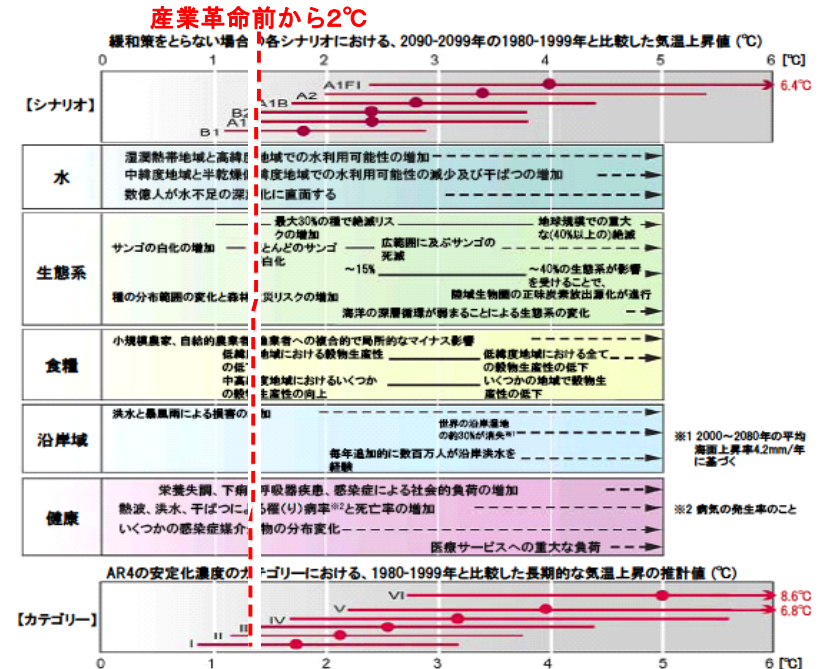 産業革命前から2℃
緩和策をとらない場合の各シナリオにおける、2090-2099年の1980-1999年と比較した気温上昇値（℃）
0 1 2 3 4 5 6 [℃]
【シナリオ】
A1FI
6.4℃
A2
A1B
B2
A1
B1
水
湿潤熱帯地域と高緯度地域での水利用可能性の増加
中緯度地域と半乾燥低緯度地域での水利用可能性の減少及び干ばつの増加
数億人が水不足の深刻化に直面する
生態系
最大30%の種で絶滅リス
クの増加
地球規模での重大
な(40%以上の)絶滅
サンゴの白化の増加
とんどのサンゴ
白化
広範囲に及ぶサンゴの
死滅
～15%
～40%の生態系が影響
を受けることで、
種の分布範囲の変化と森林 災リスクの増加
陸域生物圏の正味炭素放出源化が進行
海洋の深層循環が弱まることによる生態系の変化
食糧
小規模農家、自給的農業者 漁業者への複合的で局所的なマイナス影響
低緯度地域における穀物生産性
の低下
低緯度地域における全て
の穀物生産性の低下
中高緯度地域におけるいくつか
の穀物生産性の向上
いくつかの地域で穀物生
産性の低下
沿岸域
洪水と暴風雨による損害の増加
世界の沿岸湿地
の約30%が消失※1
毎年追加的に数百万人が沿岸洪水を
経験
※1 2000～2080年の平均
海面上昇率4.2mm/年
に基づく
健康
栄養失調、下痢、呼吸器疾患、感染症による社会的負荷の増加
熱波、洪水、干ばつによる罹(り)病率※2と死亡率の増加
いくつかの感染症媒介 物の分布変化
医療サービスへの重大な負荷
※2 病気の発生率のこと
AR4の安定化濃度のカテゴリーにおける、1980-1999年と比較した長期的な気温上昇の推計値（℃）
【カテゴリー】
VI
8.6℃
V
6.8℃
IV
II
I
0 1 2 3 4 5 6 [℃]